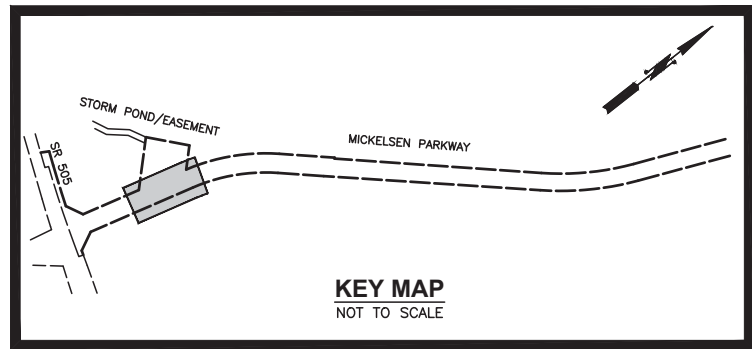 STORM POND/EASEMENT
SR 505
MICKELSEN PARKWAY
KEY MAP
NOT TO SCALE